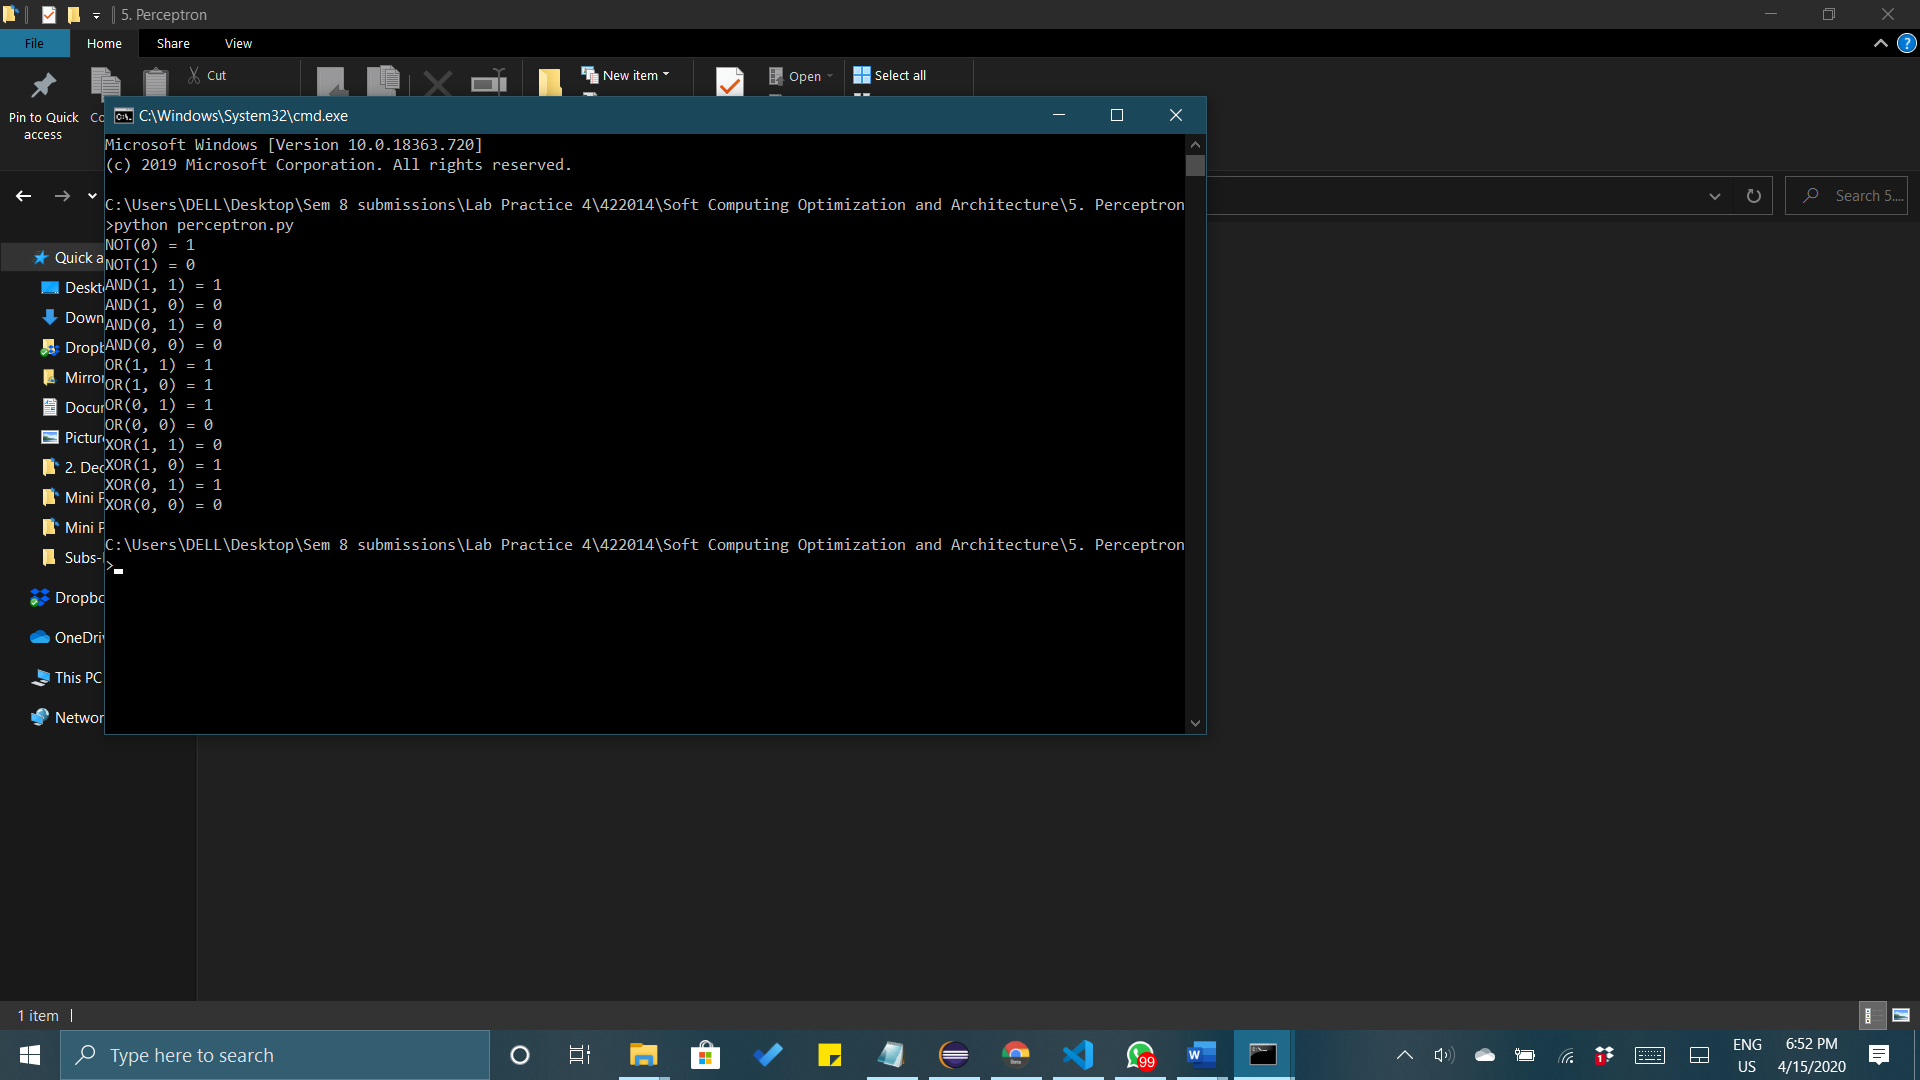 5. Perceptron
File Home Share View
Cut
New item
Open
Select all
Pin to Quick access
C:\Windows\System32\cmd.exe
Microsoft Windows [Version 10.0.18363.720]
(c) 2019 Microsoft Corporation. All rights reserved.
C:\Users\DELL\Desktop\Sem 8 submissions\Lab Practice 4\422014\Soft Computing Optimization and Architecture\5. Perceptron
>python perceptron.py
NOT(0) = 1
NOT(1) = 0
AND(1, 1) = 1
AND(1, 0) = 0
AND(0, 1) = 0
AND(0, 0) = 0
OR(1, 1) = 1
OR(1, 0) = 1
OR(0, 1) = 1
OR(0, 0) = 0
XOR(1, 1) = 0
XOR(1, 0) = 1
XOR(0, 1) = 1
XOR(0, 0) = 0
C:\Users\DELL\Desktop\Sem 8 submissions\Lab Practice 4\422014\Soft Computing Optimization and Architecture\5. Perceptron
>
Search 5....
Quick a
Deskt
Down
Dropb
Mirror
Docur
Picture
2. Dec
Mini P
Mini P
Subs-
Dropbo
OneDriv
This PC
Networ
1 item
Type here to search
99
1
ENG
US
6:52 PM
4/15/2020